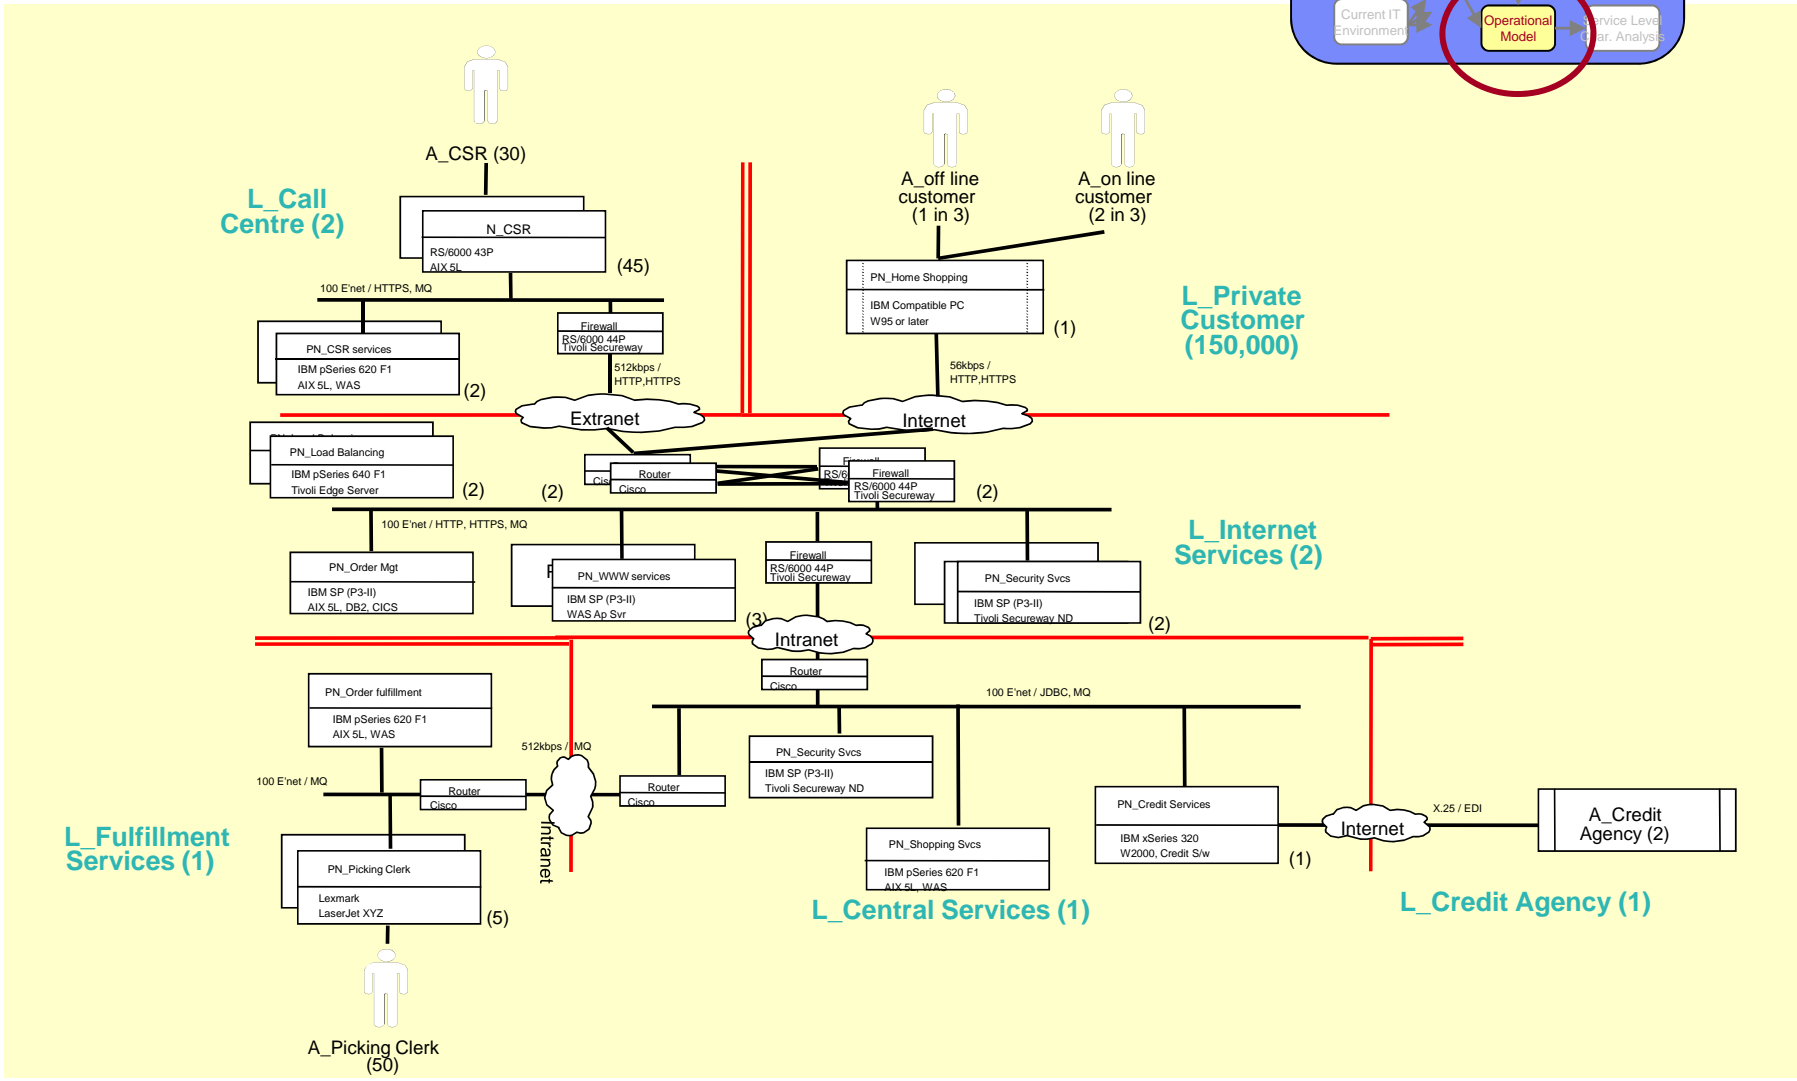 Current IT
Environment
Operational
Model
Service Level
Char. Analysis
A_CSR (30)
L_Call
Centre (2)
N_CSR
RS/6000 43P
AIX 5L
(45)
100 E'net / HTTPS, MQ
PN_CSR services
IBM pSeries 620 F1
AIX 5L, WAS
(2)
Firewall
RS/6000 44P
Tivoli Secureway
512kbps /
HTTP,HTTPS
A_off line
customer
(1 in 3)
A_on line
customer
(2 in 3)
PN_Home Shopping
IBM Compatible PC
W95 or later
(1)
L_Private
Customer
(150,000)
56kbps /
HTTP,HTTPS
Extranet
Internet
PN_Load Balancing
IBM pSeries 640 F1
Tivoli Edge Server
(2)
(2)
Cis
Router
Cisco
Firewall
RS/6
Firewall
RS/6000 44P
Tivoli Secureway
(2)
100 E'net / HTTP, HTTPS, MQ
L_Internet
Services (2)
PN_Order Mgt
IBM SP (P3-II)
AIX 5L, DB2, CICS
PN_WWW services
IBM SP (P3-II)
WAS Ap Svr
(3)
Firewall
RS/6000 44P
Tivoli Secureway
PN_Security Svcs
IBM SP (P3-II)
Tivoli Secureway ND
(2)
Intranet
Router
Cisco
100 E'net / JDBC, MQ
PN_Order fulfillment
IBM pSeries 620 F1
AIX 5L, WAS
512kbps / MQ
100 E'net / MQ
Router
Cisco
Intranet
Router
Cisco
PN_Security Svcs
IBM SP (P3-II)
Tivoli Secureway ND
PN_Shopping Svcs
IBM pSeries 620 F1
AIX 5L, WAS
PN_Credit Services
IBM xSeries 320
W2000, Credit S/w
(1)
Internet
X.25 / EDI
A_Credit
Agency (2)
L_Fulfillment
Services (1)
PN_Picking Clerk
Lexmark
LaserJet XYZ
(5)
L_Central Services (1)
L_Credit Agency (1)
A_Picking Clerk
(50)